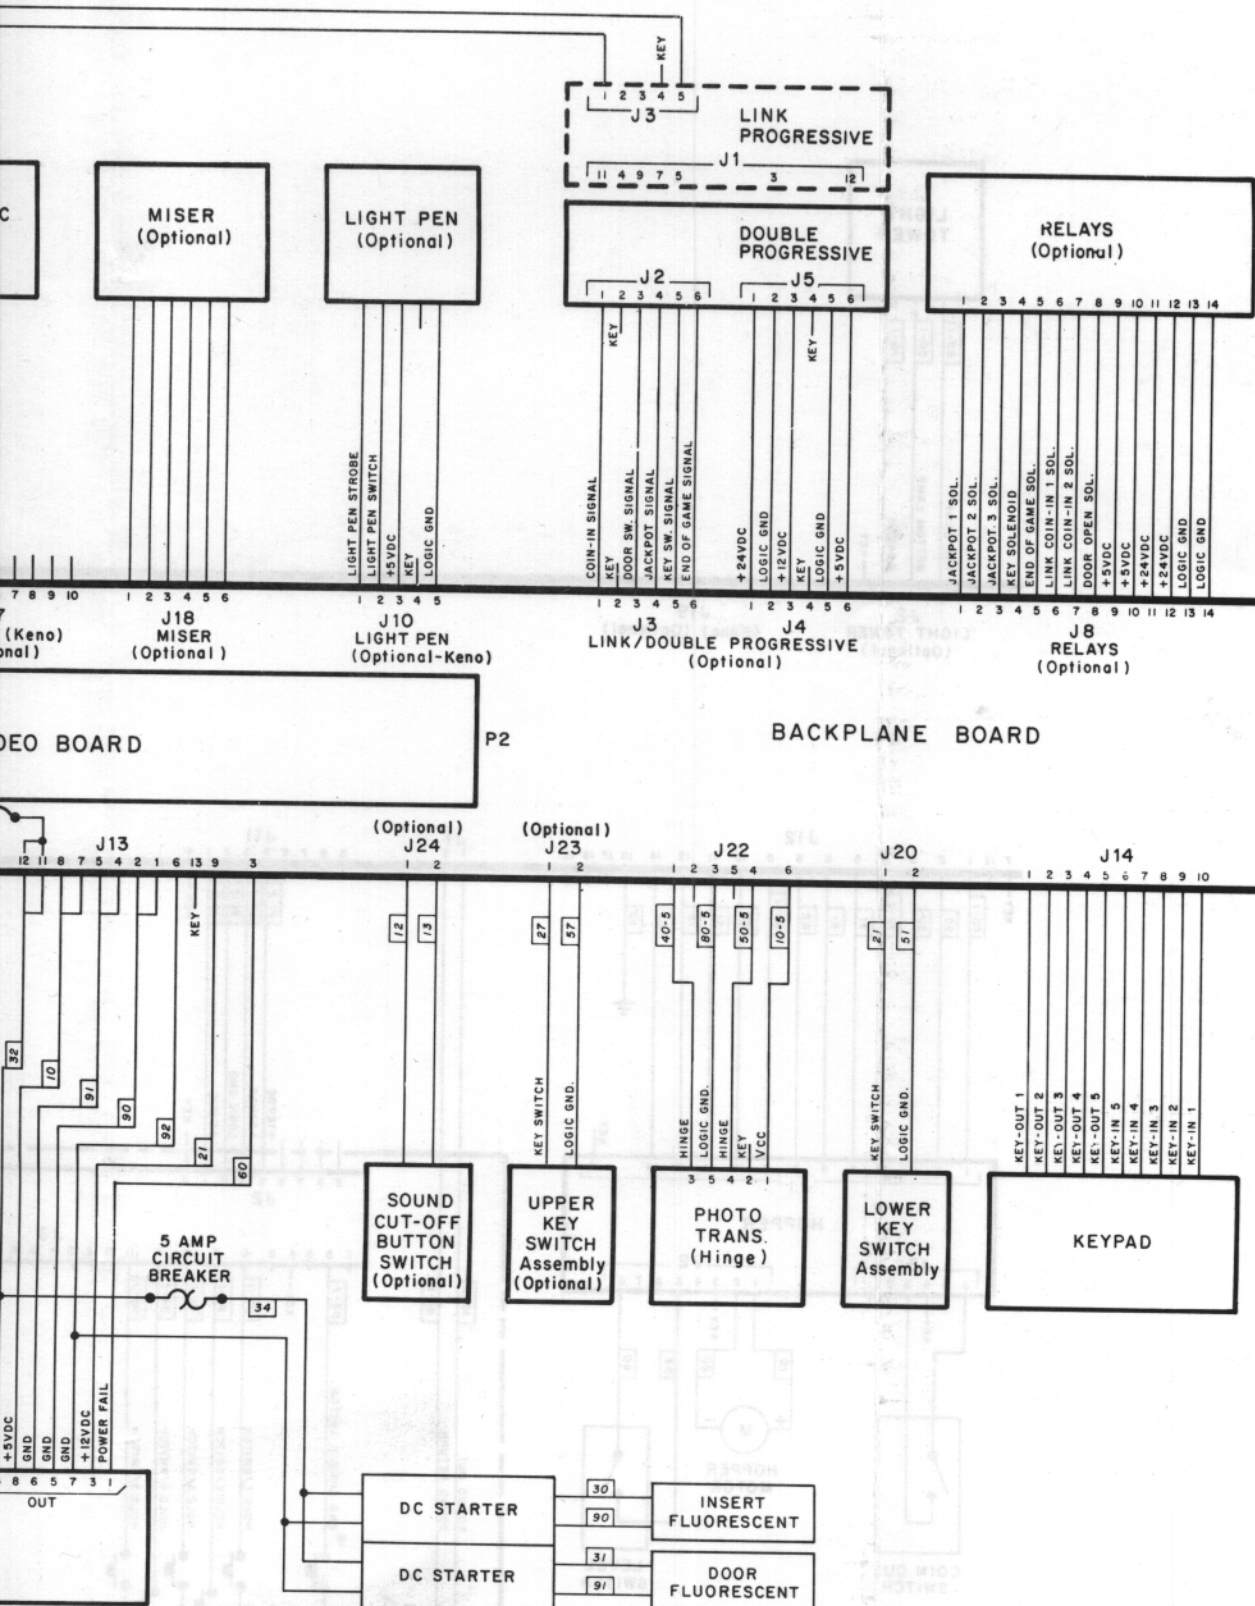 KEY
1 2 3 4 5
J3
LINK
PROGRESSIVE
J1
11 4 9 7 5 3 12
C
MISER
(Optional)
LIGHT PEN
(Optional)
DOUBLE
PROGRESSIVE
J2
J5
1 2 3 4 5 6
1 2 3 4 5 6
RELAYS
(Optional)
1 2 3 4 5 6 7 8 9 10 11 12 13 14
KEY
KEY
LIGHT PEN STROBE
LIGHT PEN SWITCH
+5VDC
KEY
LOGIC GND
COIN-IN SIGNAL
KEY
DOOR SW. SIGNAL
JACKPOT SIGNAL
KEY SW. SIGNAL
END OF GAME SIGNAL
+24VDC
LOGIC GND
+12VDC
KEY
LOGIC GND
+5VDC
JACKPOT 1 SOL.
JACKPOT 2 SOL.
JACKPOT. 3 SOL.
KEY SOLENOID
END OF GAME SOL.
LINK COIN-IN 1 SOL.
LINK COIN-IN 2 SOL.
DOOR OPEN SOL.
+5VDC
+5VDC
+24VDC
+24VDC
LOGIC GND
LOGIC GND
7 8 9 10
1 2 3 4 5 6
1 2 3 4 5
1 2 3 4 5 6
1 2 3 4 5 6
1 2 3 4 5 6 7 8 9 10 11 12 13 14
7
(Keno)
onal)
J18
MISER
(Optional)
J10
LIGHT PEN
(Optional-Keno)
J3
J4
LINK/DOUBLE PROGRESSIVE
(Optional)
J8
RELAYS
(Optional)
DEO BOARD
P2
BACKPLANE BOARD
J13
12 11 8 7 5 4 2 1 6 13 9 3
(Optional)
J24
1 2
(Optional)
J23
1 2
J22
1 2 3 5 4 6
J20
1 2
J14
1 2 3 4 5 6 7 8 9 10
KEY
12
13
27
57
40-5
80-5
50-5
10-5
21
51
32
10
91
90
92
21
60
KEY SWITCH
LOGIC GND.
HINGE
LOGIC GND.
HINGE
KEY
VCC
KEY SWITCH
LOGIC GND.
KEY-OUT 1
KEY-OUT 2
KEY-OUT 3
KEY-OUT 4
KEY-OUT 5
KEY-IN 5
KEY-IN 4
KEY-IN 3
KEY-IN 2
KEY-IN 1
SOUND
CUT-OFF
BUTTON
SWITCH
(Optional)
UPPER
KEY
SWITCH
Assembly
(Optional)
3 5 4 2 1
PHOTO
TRANS.
(Hinge)
LOWER
KEY
SWITCH
Assembly
KEYPAD
5 AMP
CIRCUIT
BREAKER
34
+5VDC
GND
GND
GND
+12VDC
POWER FAIL
8 6 5 7 3 1
OUT
DC STARTER
30
90
INSERT
FLUORESCENT
DC STARTER
31
91
DOOR
FLUORESCENT